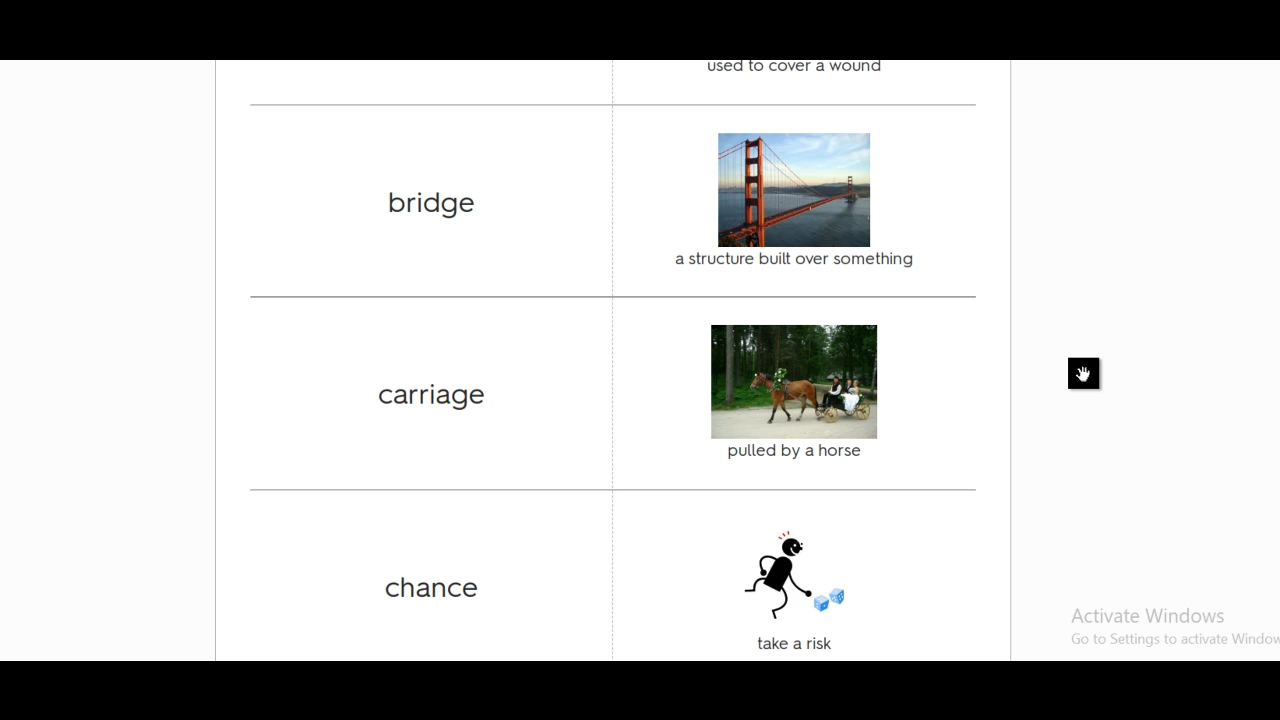 used to cover a wound
bridge
a structure built over something
carriage
pulled by a horse
chance
take a risk
Activate Windows
Go to Settings to activate Window